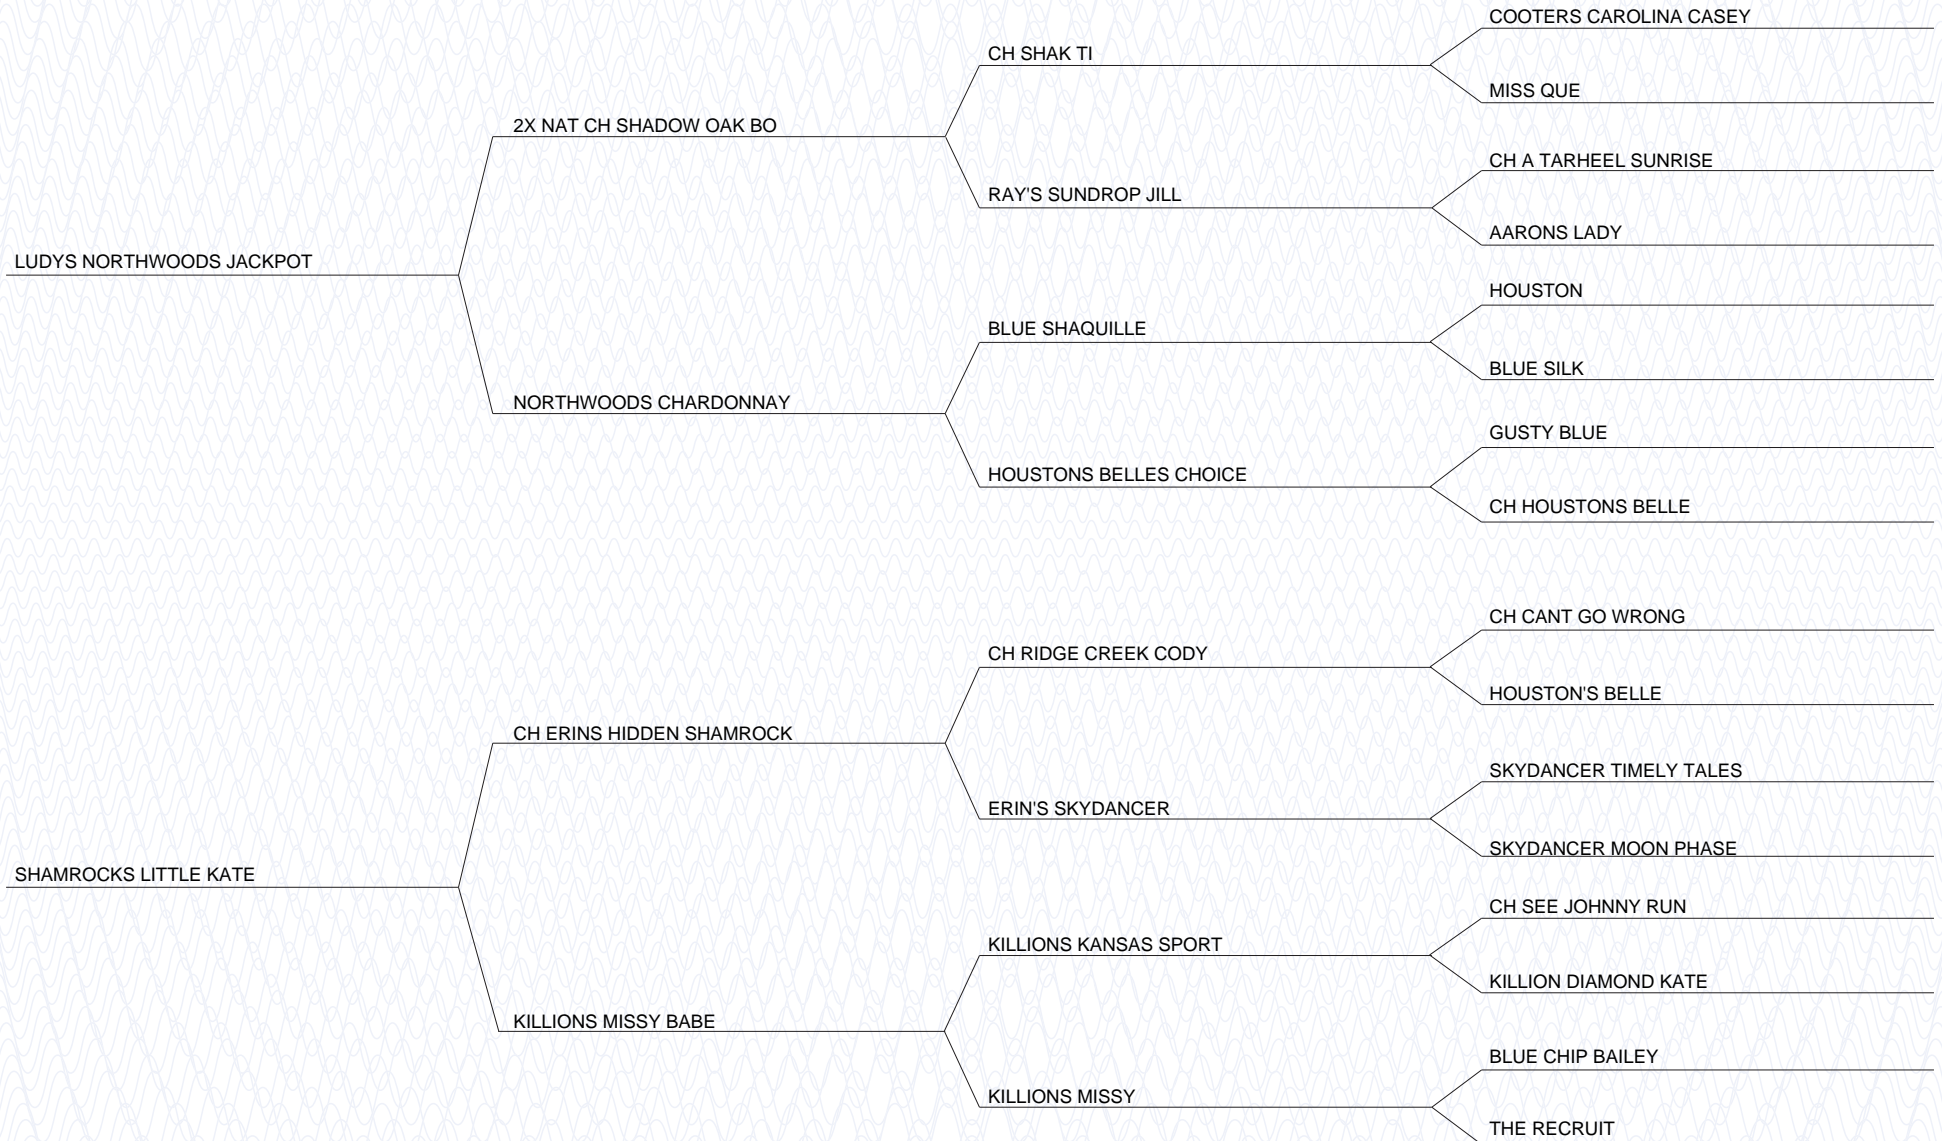 COOTERS CAROLINA CASEY
CH SHAK TI
MISS QUE
2X NAT CH SHADOW OAK BO
CH A TARHEEL SUNRISE
RAY'S SUNDROP JILL
AARONS LADY
LUDYS NORTHWOODS JACKPOT
HOUSTON
BLUE SHAQUILLE
BLUE SILK
NORTHWOODS CHARDONNAY
GUSTY BLUE
HOUSTONS BELLES CHOICE
CH HOUSTONS BELLE
CH CANT GO WRONG
CH RIDGE CREEK CODY
HOUSTON'S BELLE
CH ERINS HIDDEN SHAMROCK
SKYDANCER TIMELY TALES
ERIN'S SKYDANCER
SKYDANCER MOON PHASE
SHAMROCKS LITTLE KATE
CH SEE JOHNNY RUN
KILLIONS KANSAS SPORT
KILLION DIAMOND KATE
KILLIONS MISSY BABE
BLUE CHIP BAILEY
KILLIONS MISSY
THE RECRUIT